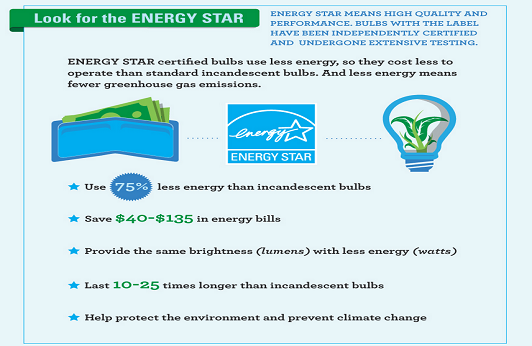 Look for the ENERGY STAR
ENERGY STAR MEANS HIGH QUALITY AND
PERFORMANCE. BULBS WITH THE LABEL
HAVE BEEN INDEPENDENTLY CERTIFIED
AND UNDERGONE EXTENSIVE TESTING.
ENERGY STAR certified bulbs use less energy, so they cost less to
operate than standard incandescent bulbs. And less energy means
fewer greenhouse gas emissions.
energy
ENERGY STAR
Use 75% less energy than incandescent bulbs
Save $40-$135 in energy bills
Provide the same brightness (lumens) with less energy (watts)
Last 10-25 times longer than incandescent bulbs
Help protect the environment and prevent climate change